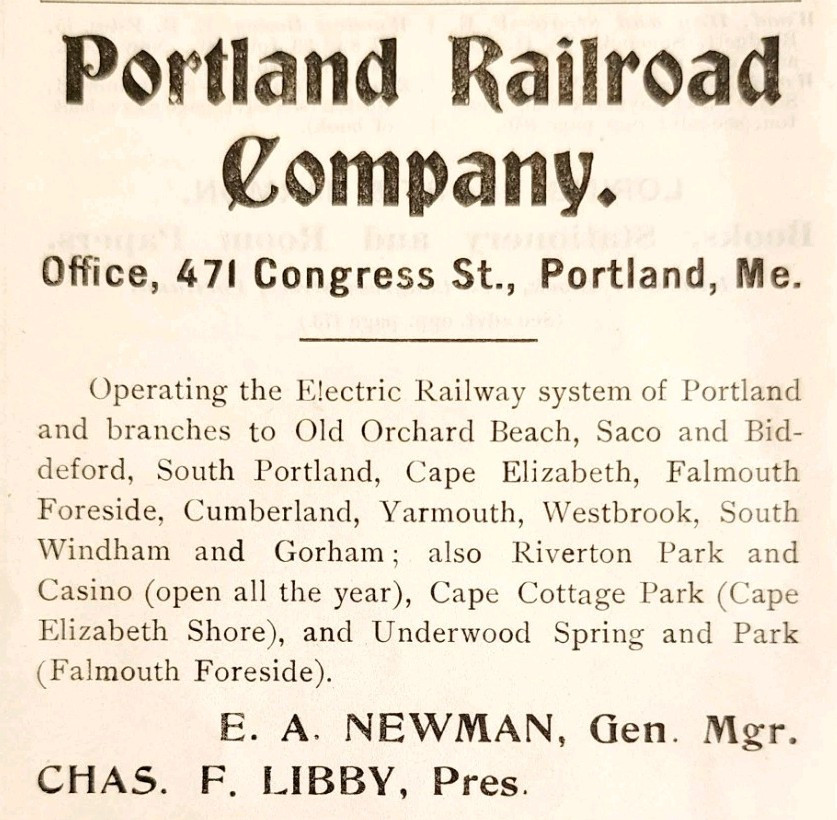 Portland Railroad
Company.
Office, 471 Congress St., Portland, Me.
Operating the Electric Railway system of Portland
and branches to Old Orchard Beach, Saco and Bid-
deford, South Portland, Cape Elizabeth, Falmouth
Foreside, Cumberland, Yarmouth, Westbrook, South
Windham and Gorham; also Riverton Park and
Casino (open all the year), Cape Cottage Park (Cape
Elizabeth Shore), and Underwood Spring and Park
(Falmouth Foreside).
E. A. NEWMAN, Gen. Mgr.
CHAS. F. LIBBY, Pres.